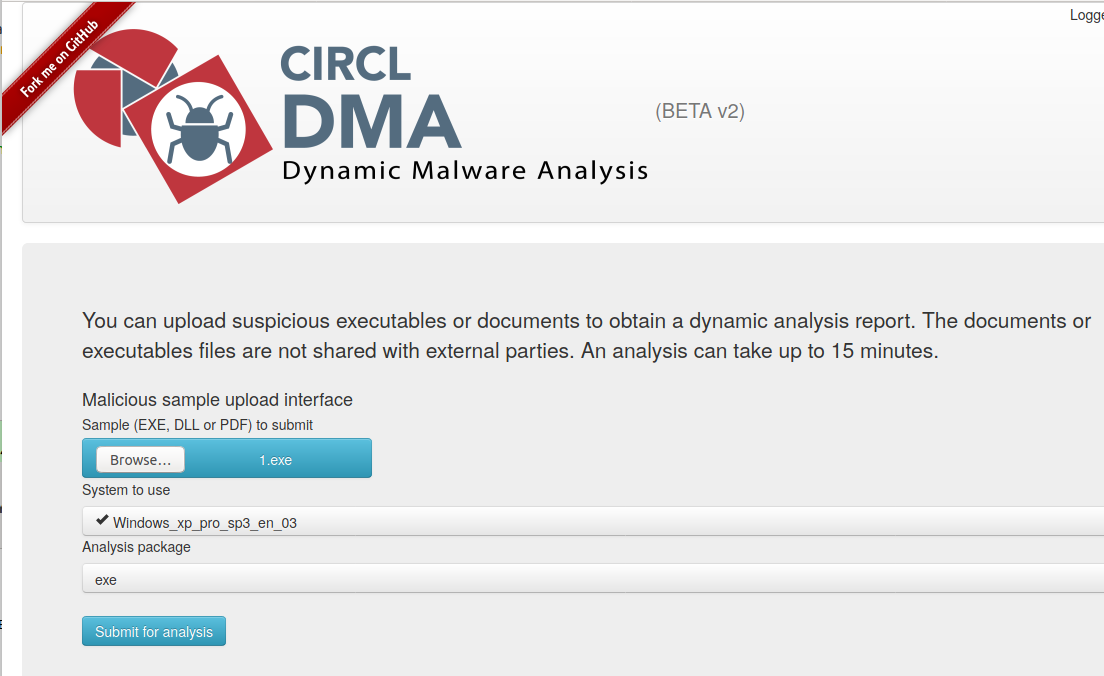 Logge
Fork me on GitHub
CIRCL
DMA
(BETA v2)
Dynamic Malware Analysis
You can upload suspicious executables or documents to obtain a dynamic analysis report. The documents or
executables files are not shared with external parties. An analysis can take up to 15 minutes.
Malicious sample upload interface
Sample (EXE, DLL or PDF) to submit
Browse... 1.exe
System to use
Windows_xp_pro_sp3_en_03
Analysis package
exe
Submit for analysis